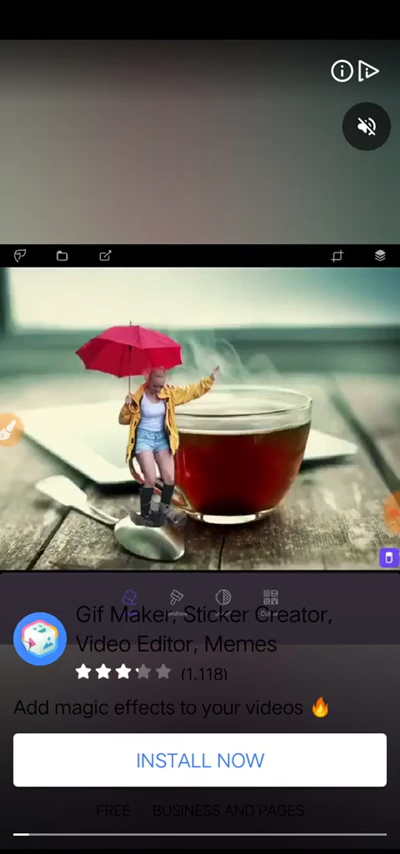 Gif Maker, Sticker Creator,
Video Editor, Memes
(1.118)
Add magic effects to your videos 🔥
INSTALL NOW
FREE · BUSINESS AND PAGES